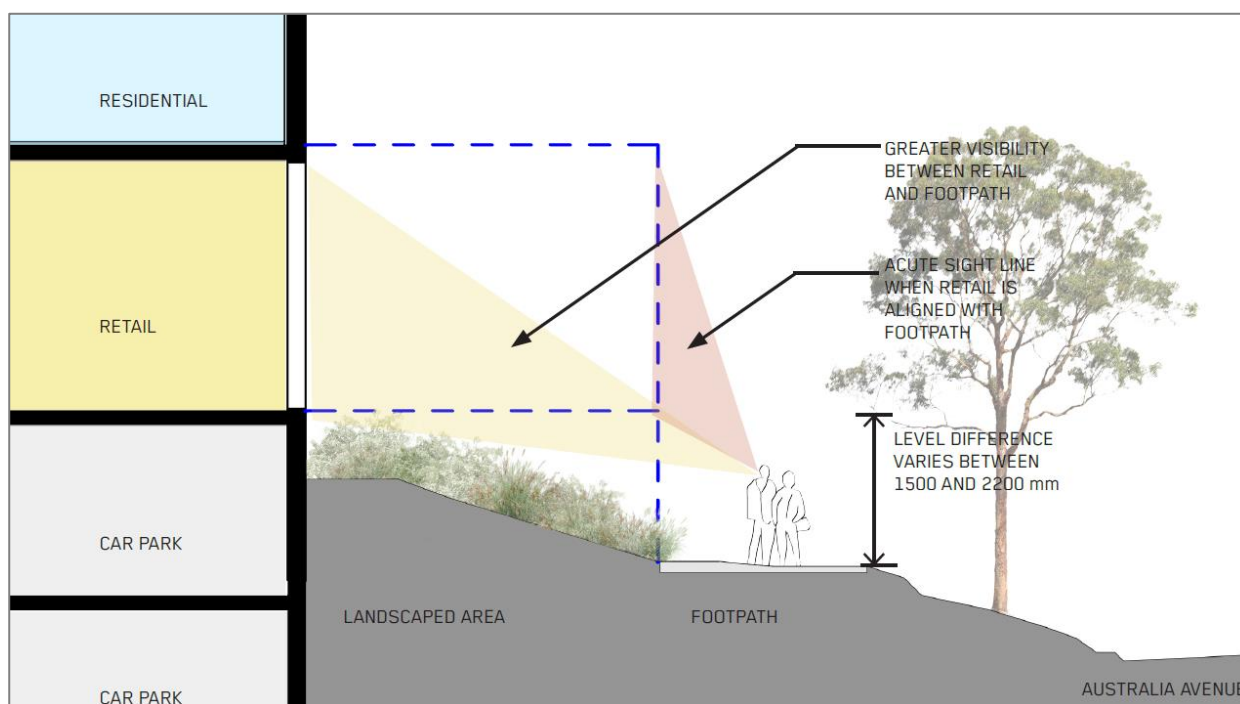 RESIDENTIAL
GREATER VISIBILITY
BETWEEN RETAIL
AND FOOTPATH
ACUTE SIGHT LINE
WHEN RETAIL IS
ALIGNED WITH
FOOTPATH
RETAIL
LEVEL DIFFERENCE
VARIES BETWEEN
1500 AND 2200 mm
CAR PARK
LANDSCAPED AREA
FOOTPATH
CAR PARK
AUSTRALIA AVENUE